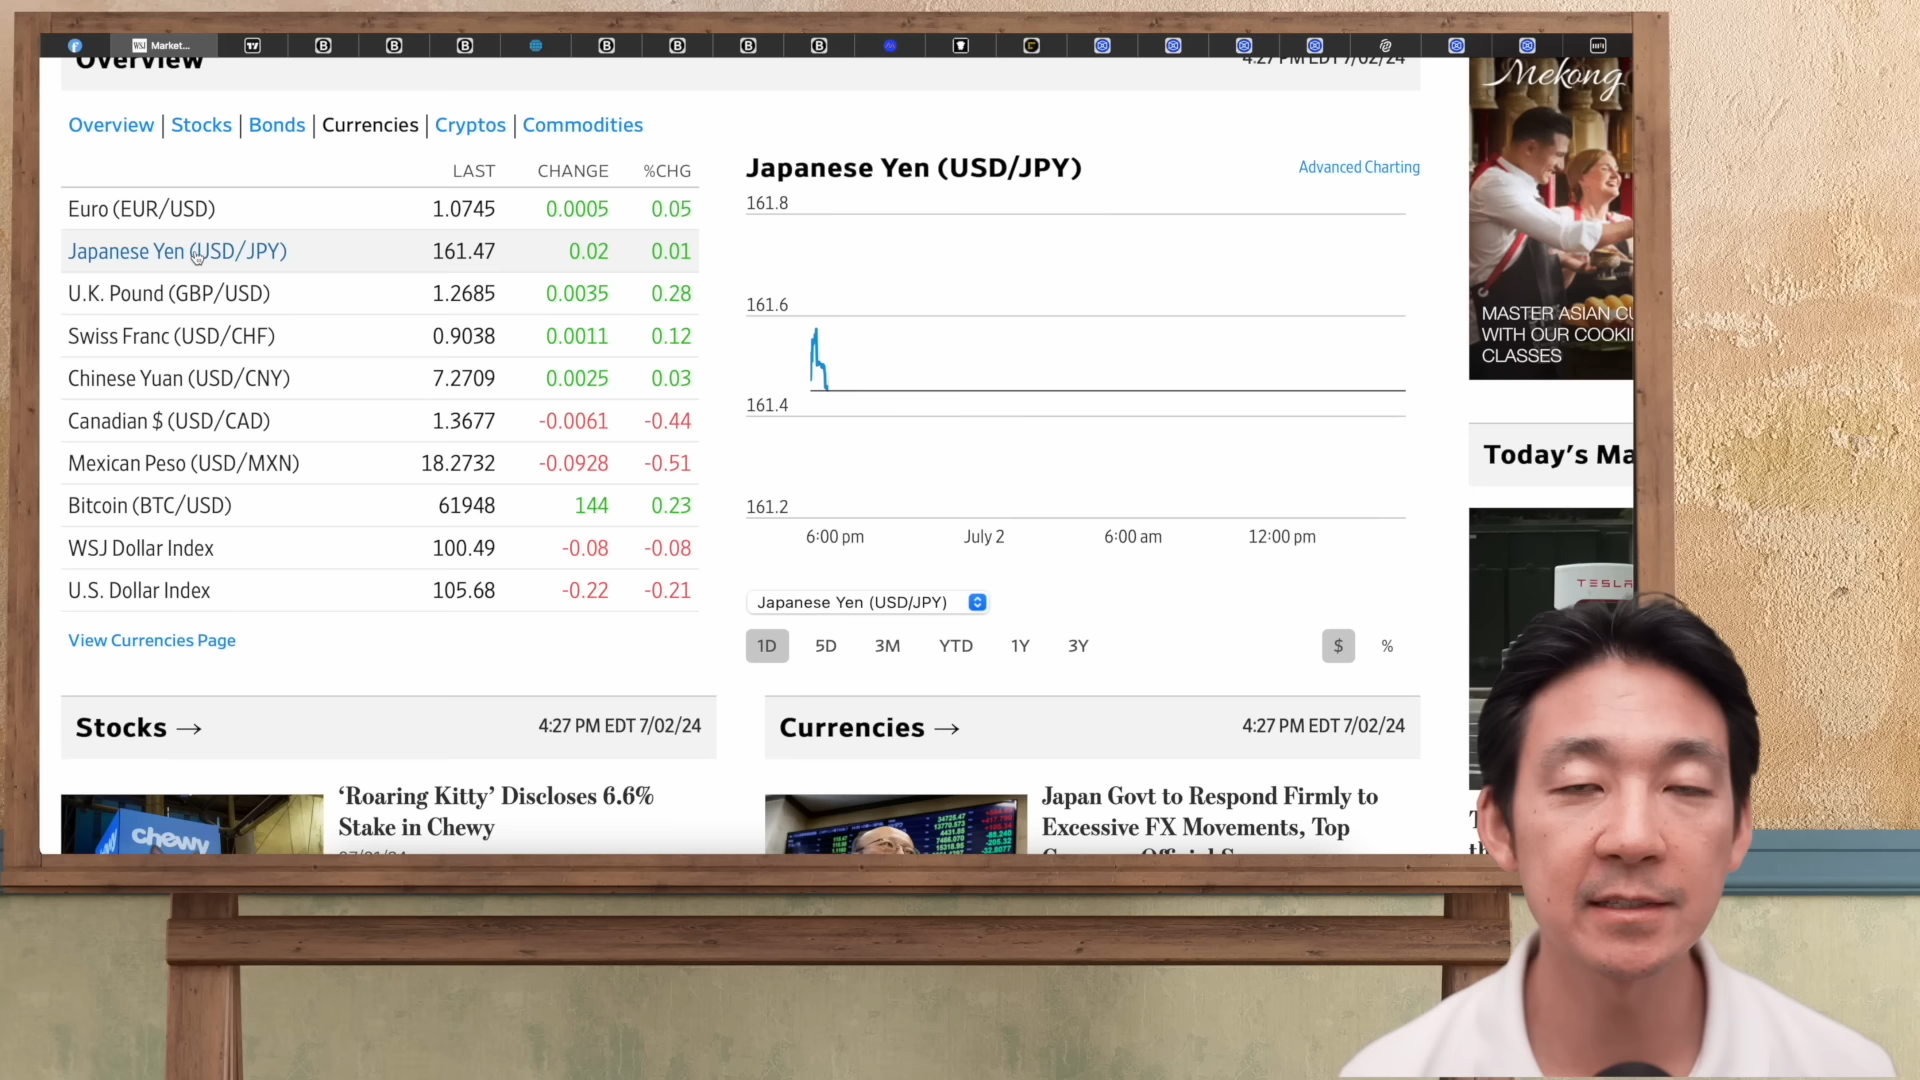 WSJ Market...
Overview
4:27 PM EDT 7/02/24
Overview | Stocks | Bonds | Currencies | Cryptos | Commodities
LAST CHANGE %CHG
Euro (EUR/USD) 1.0745 0.0005 0.05
Japanese Yen (USD/JPY) 161.47 0.02 0.01
U.K. Pound (GBP/USD) 1.2685 0.0035 0.28
Swiss Franc (USD/CHF) 0.9038 0.0011 0.12
Chinese Yuan (USD/CNY) 7.2709 0.0025 0.03
Canadian $ (USD/CAD) 1.3677 -0.0061 -0.44
Mexican Peso (USD/MXN) 18.2732 -0.0928 -0.51
Bitcoin (BTC/USD) 61948 144 0.23
WSJ Dollar Index 100.49 -0.08 -0.08
U.S. Dollar Index 105.68 -0.22 -0.21
View Currencies Page
Japanese Yen (USD/JPY)
Advanced Charting
161.8
161.6
161.4
161.2
6:00 pm July 2 6:00 am 12:00 pm
Japanese Yen (USD/JPY)
1D 5D 3M YTD 1Y 3Y $ %
Mekong
MASTER ASIAN CU
WITH OUR COOKI
CLASSES
Today's Ma
TESLA
Stocks → 4:27 PM EDT 7/02/24
chewy
‘Roaring Kitty’ Discloses 6.6%
Stake in Chewy
Currencies → 4:27 PM EDT 7/02/24
Japan Govt to Respond Firmly to
Excessive FX Movements, Top